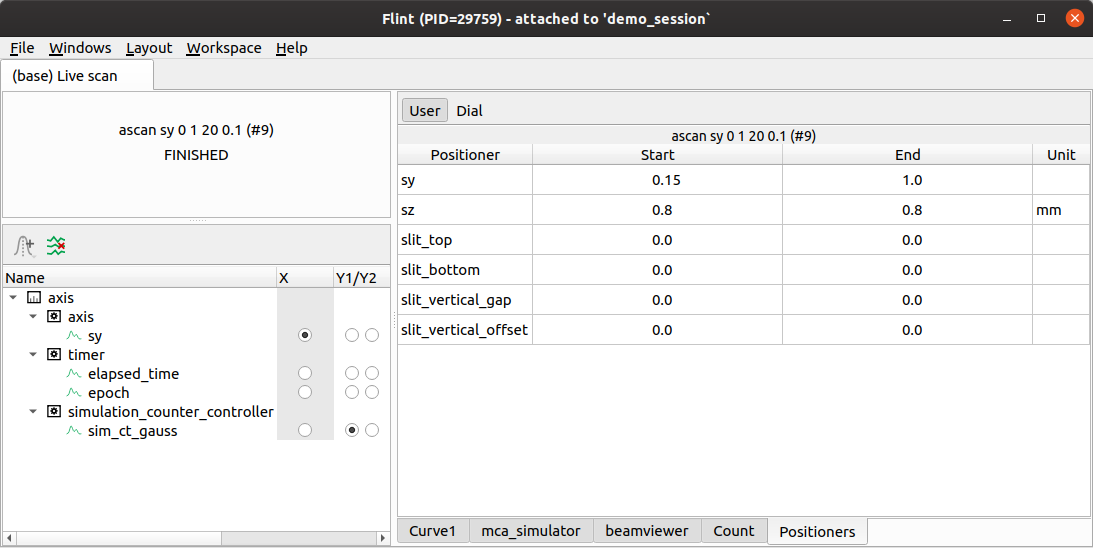 Flint (PID=29759) - attached to 'demo_session`
File Windows Layout Workspace Help
(base) Live scan
ascan sy 0 1 20 0.1 (#9)
FINISHED
Name X Y1/Y2
axis
axis
sy
timer
elapsed_time
epoch
simulation_counter_controller
sim_ct_gauss
User Dial
ascan sy 0 1 20 0.1 (#9)
Positioner Start End Unit
sy 0.15 1.0
sz 0.8 0.8 mm
slit_top 0.0 0.0
slit_bottom 0.0 0.0
slit_vertical_gap 0.0 0.0
slit_vertical_offset 0.0 0.0
Curve1 mca_simulator beamviewer Count Positioners